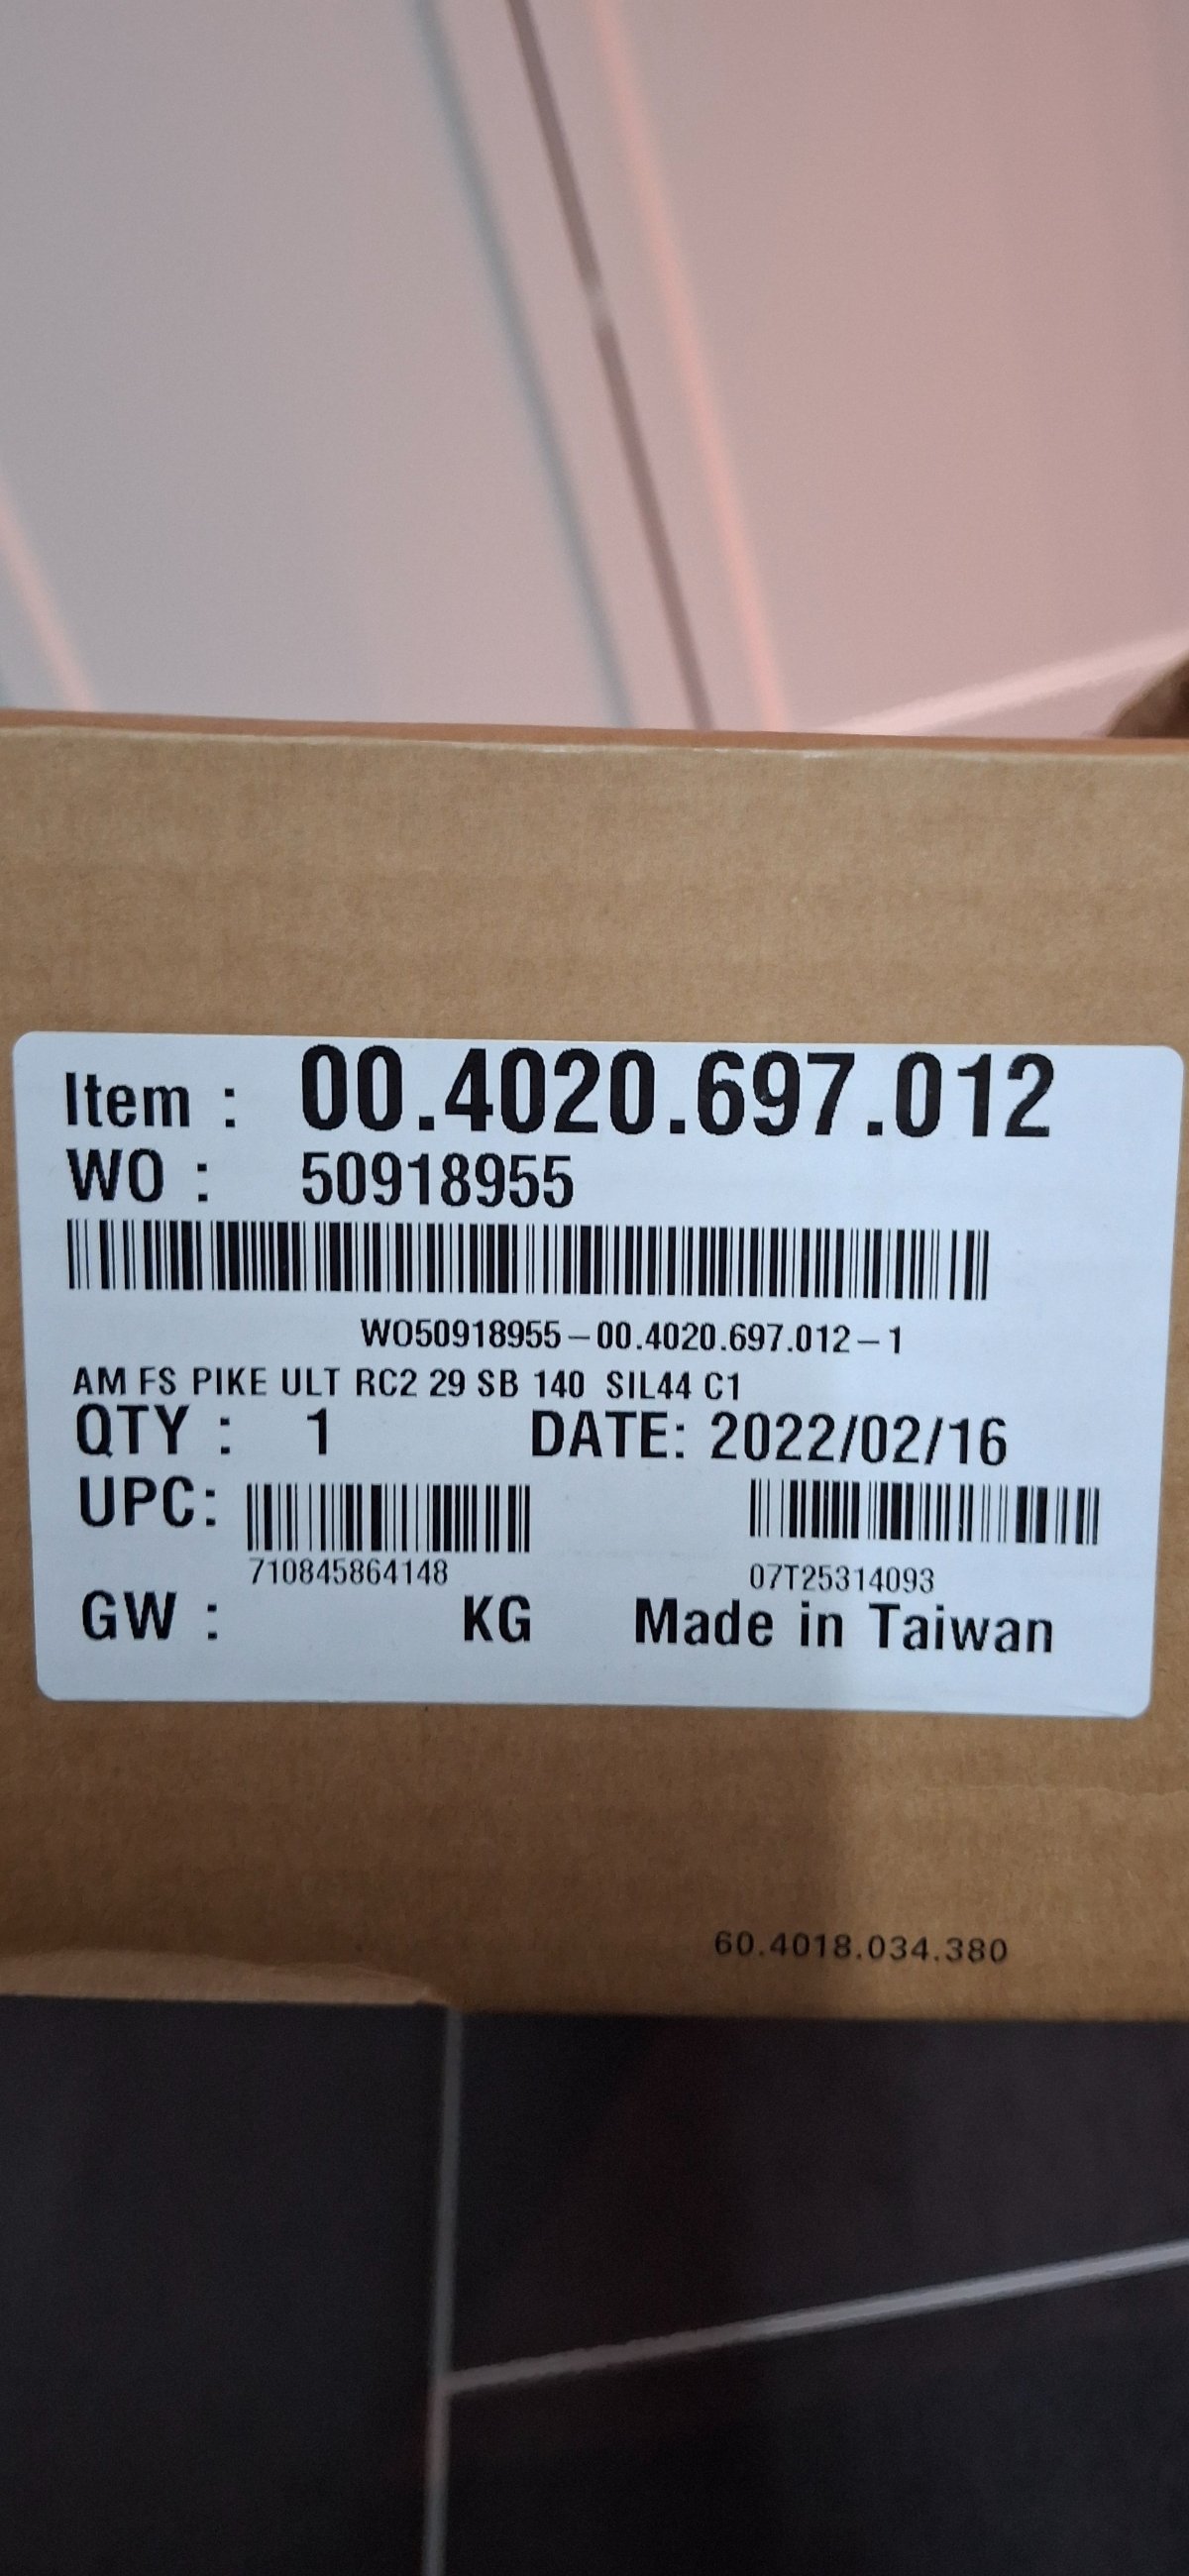 Item : 00.4020.697.012
WO : 50918955
WO50918955-00.4020.697.012-1
AM FS PIKE ULT RC2 29 SB 140 SIL44 C1
QTY : 1 DATE: 2022/02/16
UPC:
710845864148 07T25314093
GW : KG Made in Taiwan
60.4018.034.380